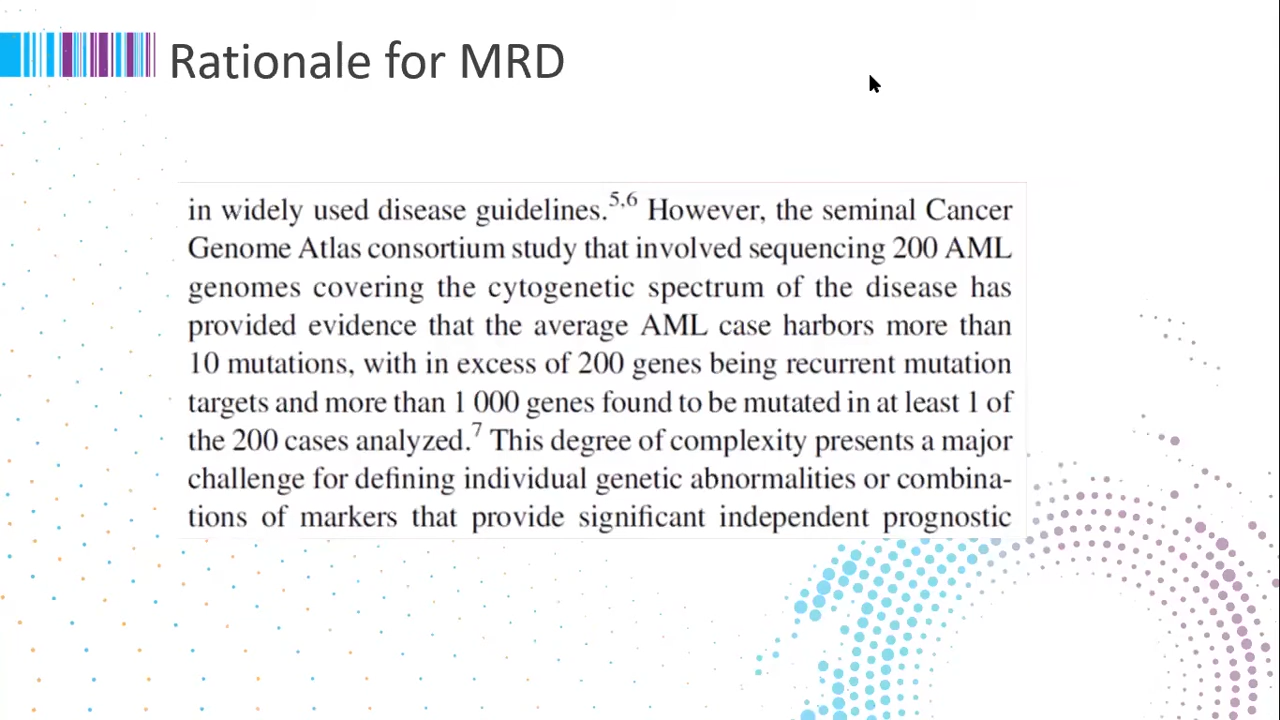 Rationale for MRD
in widely used disease guidelines.5,6 However, the seminal Cancer
Genome Atlas consortium study that involved sequencing 200 AML
genomes covering the cytogenetic spectrum of the disease has
provided evidence that the average AML case harbors more than
10 mutations, with in excess of 200 genes being recurrent mutation
targets and more than 1 000 genes found to be mutated in at least 1 of
the 200 cases analyzed.7 This degree of complexity presents a major
challenge for defining individual genetic abnormalities or combina-
tions of markers that provide significant independent prognostic